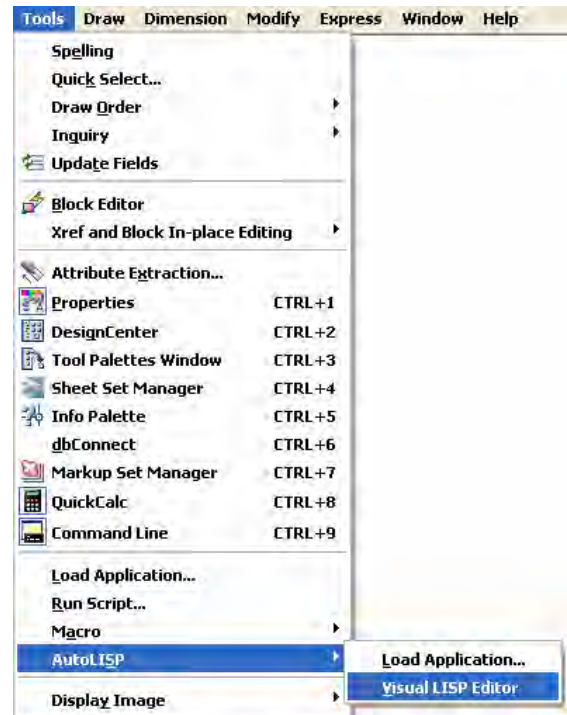 Tools Draw Dimension Modify Express Window Help
Spelling
Quick Select...
Draw Order
Inquiry
Update Fields
Block Editor
Xref and Block In-place Editing
Attribute Extraction...
Properties CTRL+1
DesignCenter CTRL+2
Tool Palettes Window CTRL+3
Sheet Set Manager CTRL+4
Info Palette CTRL+5
dbConnect CTRL+6
Markup Set Manager CTRL+7
QuickCalc CTRL+8
Command Line CTRL+9
Load Application...
Run Script...
Macro
AutoLISP
Load Application...
Visual LISP Editor
Display Image